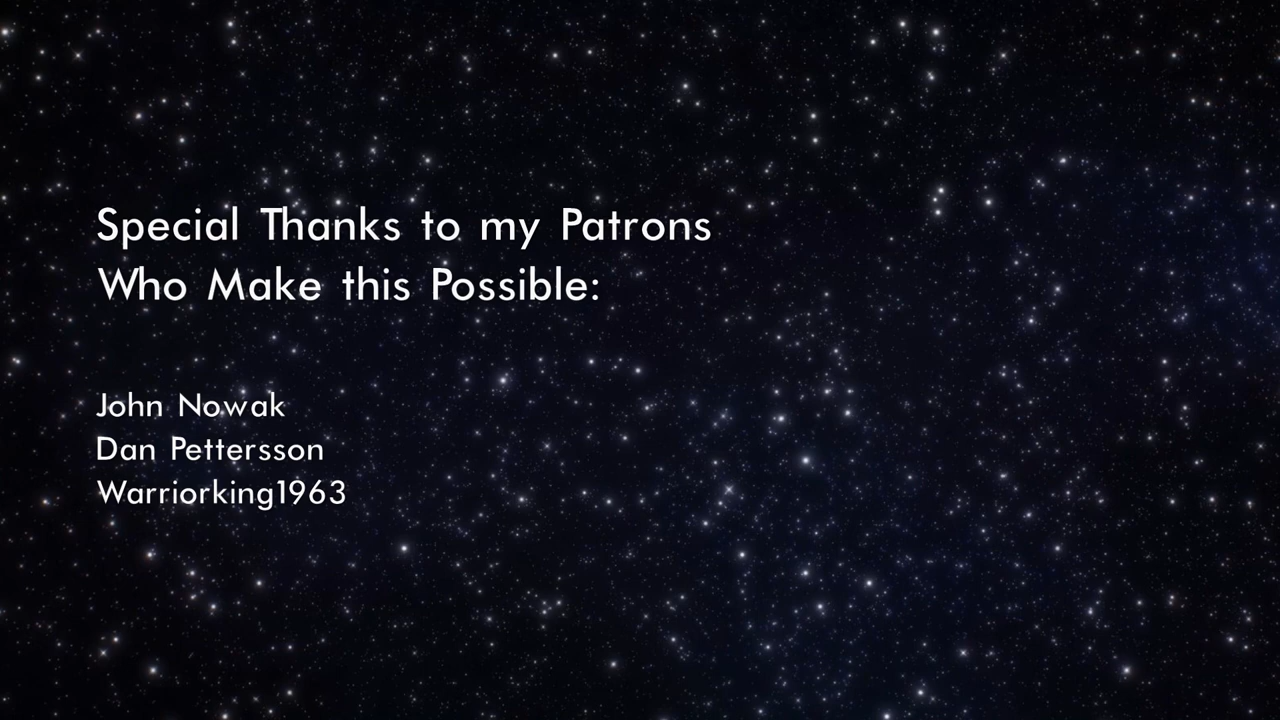 Special Thanks to my Patrons
Who Make this Possible:
John Nowak
Dan Pettersson
Warriorking1963